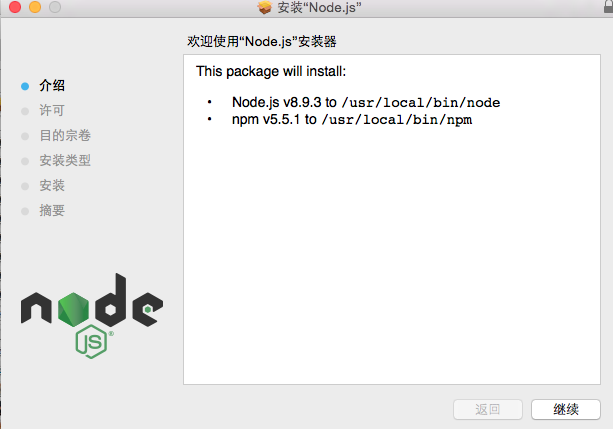 安装“Node.js”
欢迎使用“Node.js”安装器
介绍
许可
目的宗卷
安装类型
安装
摘要
This package will install:
• Node.js v8.9.3 to /usr/local/bin/node
• npm v5.5.1 to /usr/local/bin/npm
node
JS®
返回
继续